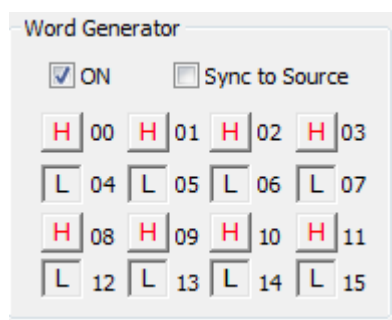 Word Generator
ON Sync to Source
H 00 H 01 H 02 H 03
L 04 L 05 L 06 L 07
H 08 H 09 H 10 H 11
L 12 L 13 L 14 L 15